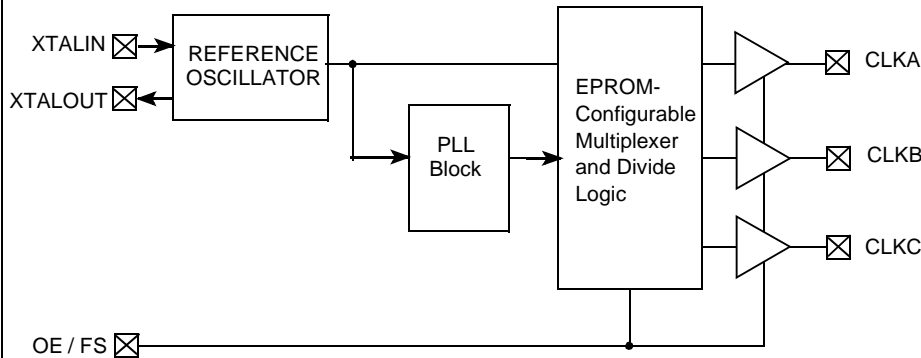 XTALIN
XTALOUT
REFERENCE
OSCILLATOR
PLL
Block
EPROM-
Configurable
Multiplexer
and Divide
Logic
CLKA
CLKB
CLKC
OE / FS